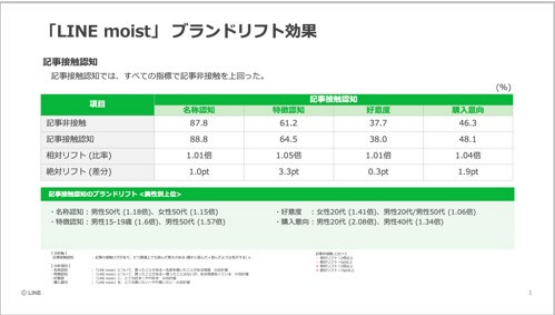 「LINE moist」 ブランドリフト効果
記事接触認知
記事接触認知では、すべての指標で記事非接触を上回った。
(%)
項目 記事接触認知
名称認知 特徴認知 好意度 購入意向
記事非接触 87.8 61.2 37.7 46.3
記事接触認知 88.8 64.5 38.0 48.1
相対リフト (比率) 1.01倍 1.05倍 1.01倍 1.04倍
絶対リフト (差分) 1.0pt 3.3pt 0.3pt 1.9pt
記事接触認知のブランドリフト <属性別上位>
・名称認知：男性50代 (1.18倍)、女性50代 (1.15倍)
・特徴認知：男性15-19歳 (1.6倍)、男性50代 (1.57倍)
・好意度 ：女性20代 (1.41倍)、男性20代/男性50代 (1.06倍)
・購入意向：男性20代 (2.08倍)、男性40代 (1.34倍)
© LINE
1